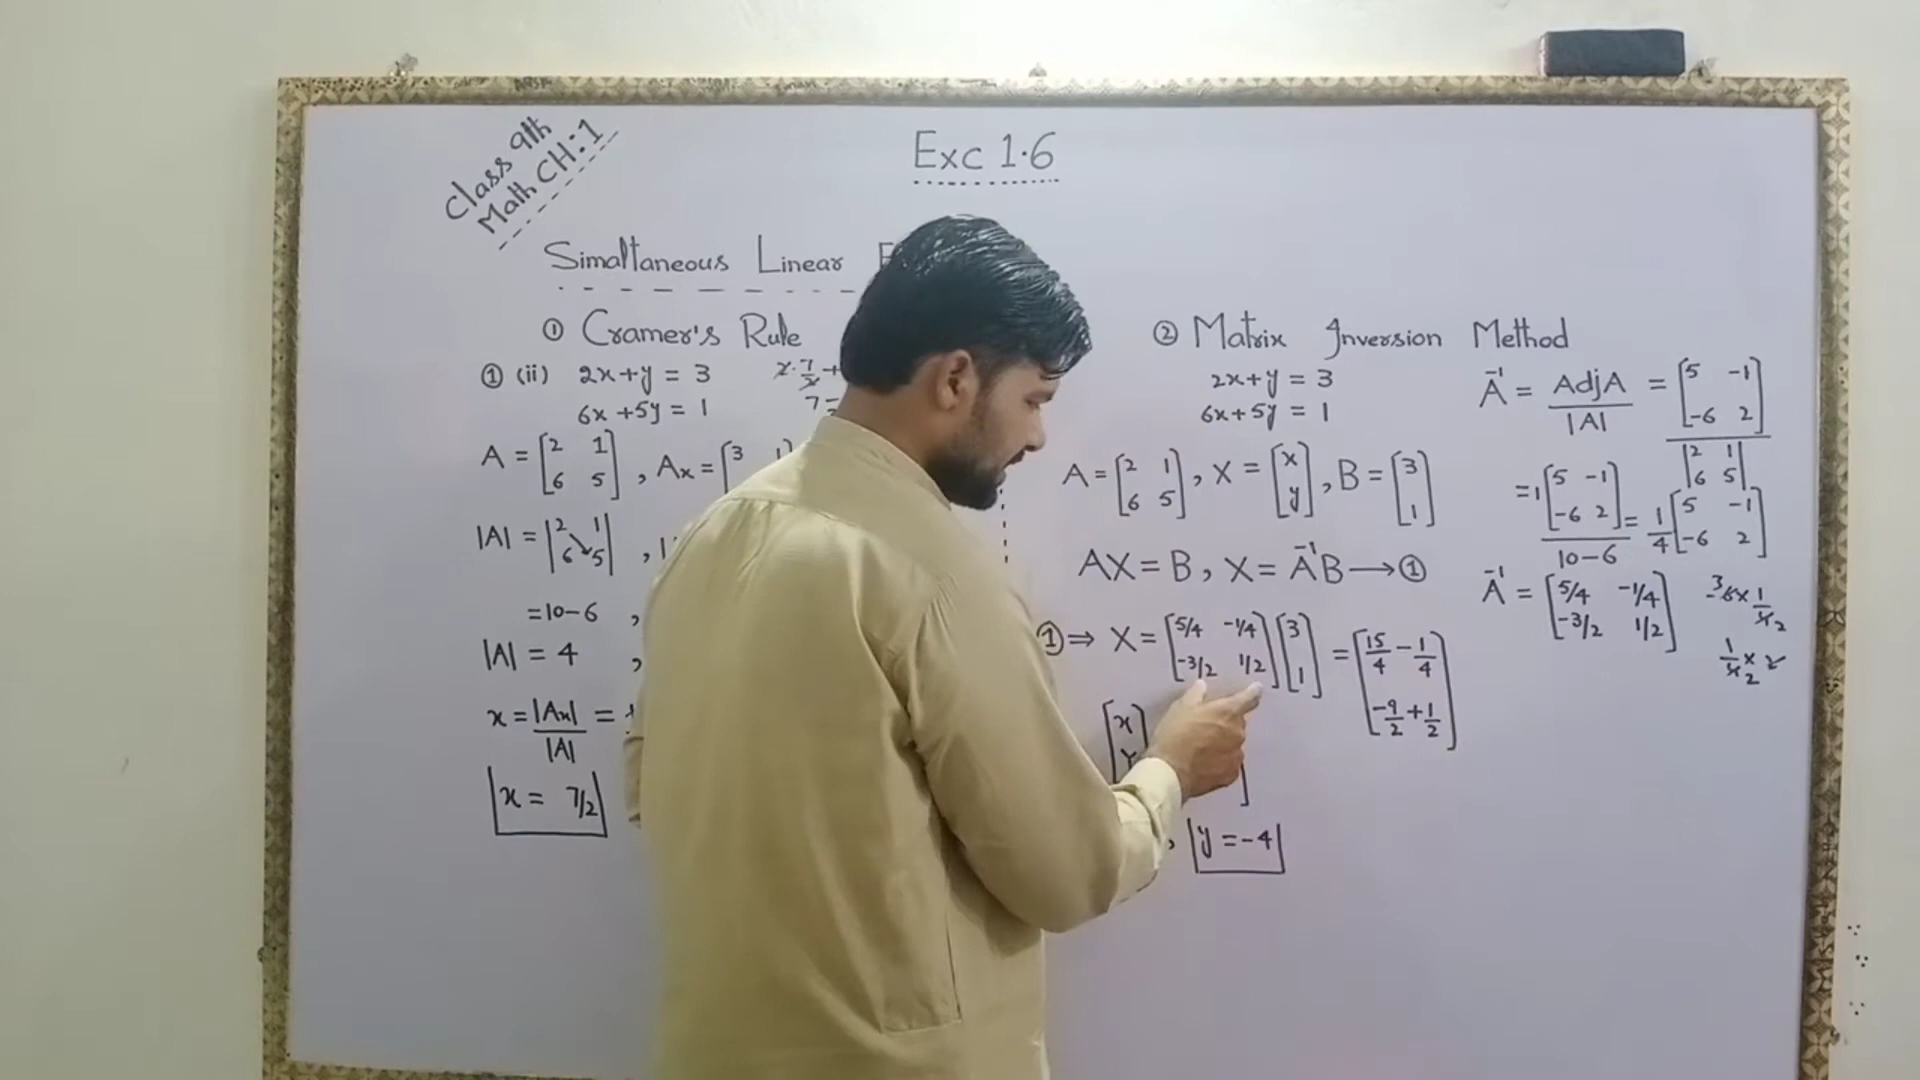 Class 9th
Math CH:1
Exc 1.6
Simaltaneous Linear
① Cramer's Rule
① (ii) 2x+y = 3
6x+5y = 1
A = [2 1; 6 5], Ax = [3
|A| = |2 1; 6 5|,
=10-6,
|A| = 4,
x = |Ax|/|A| =
x = 7/2
② Matrix Inversion Method
2x+y = 3
6x+5y = 1
A = [2 1; 6 5], X = [x; y], B = [3; 1]
AX = B, X = A⁻¹B → ①
① ⇒ X = [5/4 -1/4; -3/2 1/2] [3; 1] = [15/4 - 1/4; -9/2 + 1/2]
[x
, y = -4
A⁻¹ = AdjA/|A| = [5 -1; -6 2]/|2 1; 6 5|
= 1[5 -1; -6 2]/10-6 = 1/4 [5 -1; -6 2]
A⁻¹ = [5/4 -1/4; -3/2 1/2]